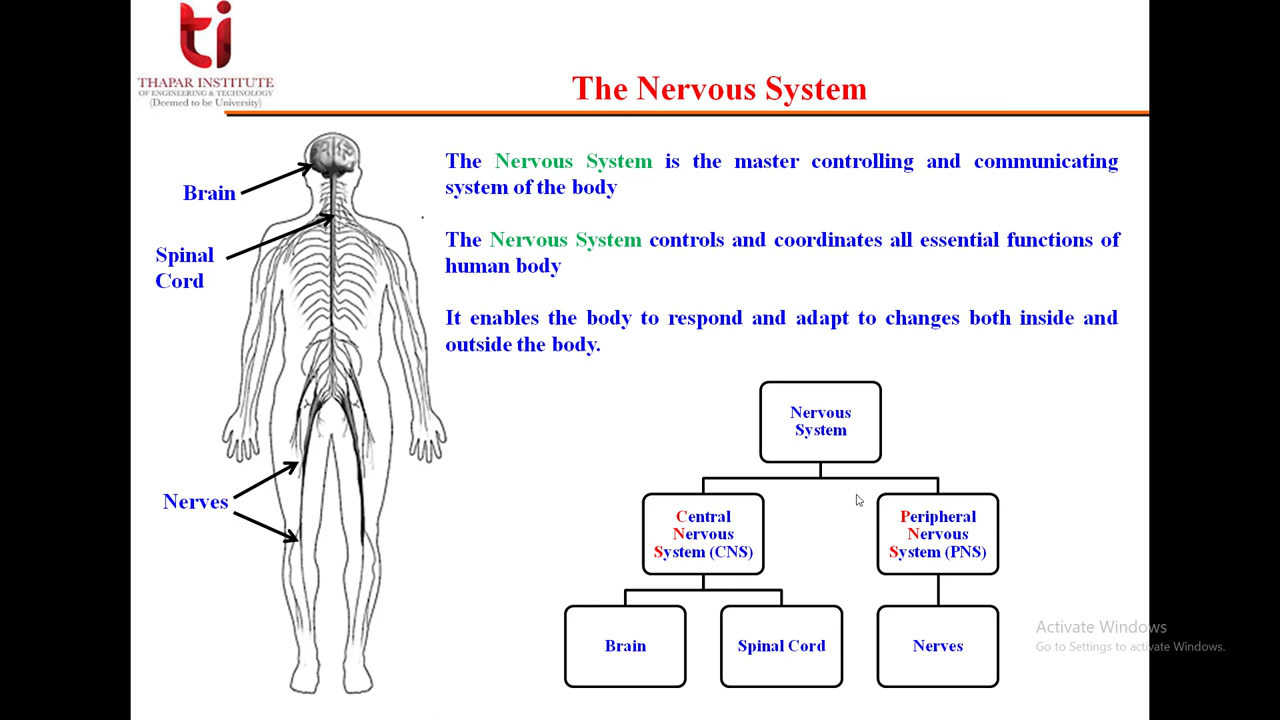 ti
THAPAR INSTITUTE
OF ENGINEERING & TECHNOLOGY
(Deemed to be University)
The Nervous System
Brain
Spinal
Cord
Nerves
The Nervous System is the master controlling and communicating
system of the body
The Nervous System controls and coordinates all essential functions of
human body
It enables the body to respond and adapt to changes both inside and
outside the body.
Nervous
System
Central
Nervous
System (CNS)
Peripheral
Nervous
System (PNS)
Brain
Spinal Cord
Nerves
Activate Windows
Go to Settings to activate Windows.